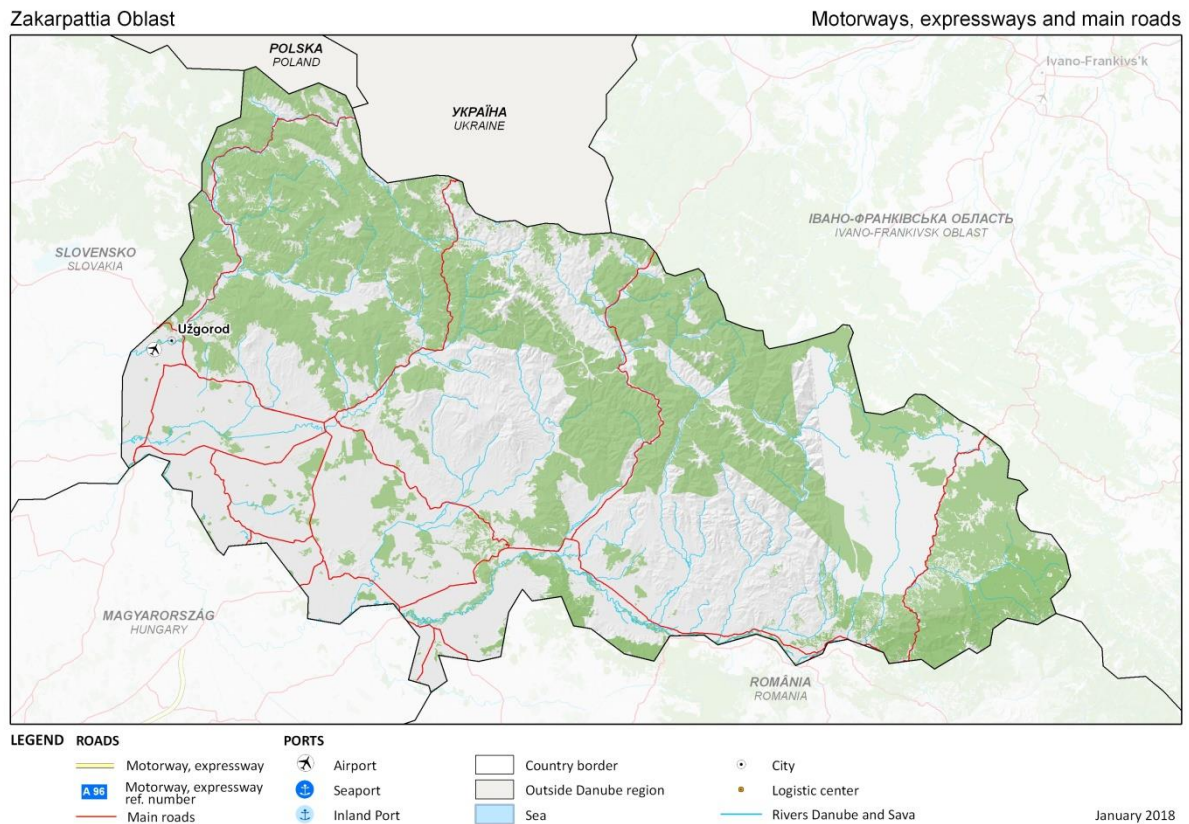 Zakarpattia Oblast
Motorways, expressways and main roads
POLSKA
POLAND
Ivano-Frankivs'k
УКРАЇНА
UKRAINE
ІВАНО-ФРАНКІВСЬКА ОБЛАСТЬ
IVANO-FRANKIVSK OBLAST
SLOVENSKO
SLOVAKIA
Užgorod
MAGYARORSZÁG
HUNGARY
ROMÂNIA
ROMANIA
LEGEND
ROADS
Motorway, expressway
A 96
Motorway, expressway
ref. number
Main roads
PORTS
Airport
Seaport
Inland Port
Country border
Outside Danube region
Sea
City
Logistic center
Rivers Danube and Sava
January 2018